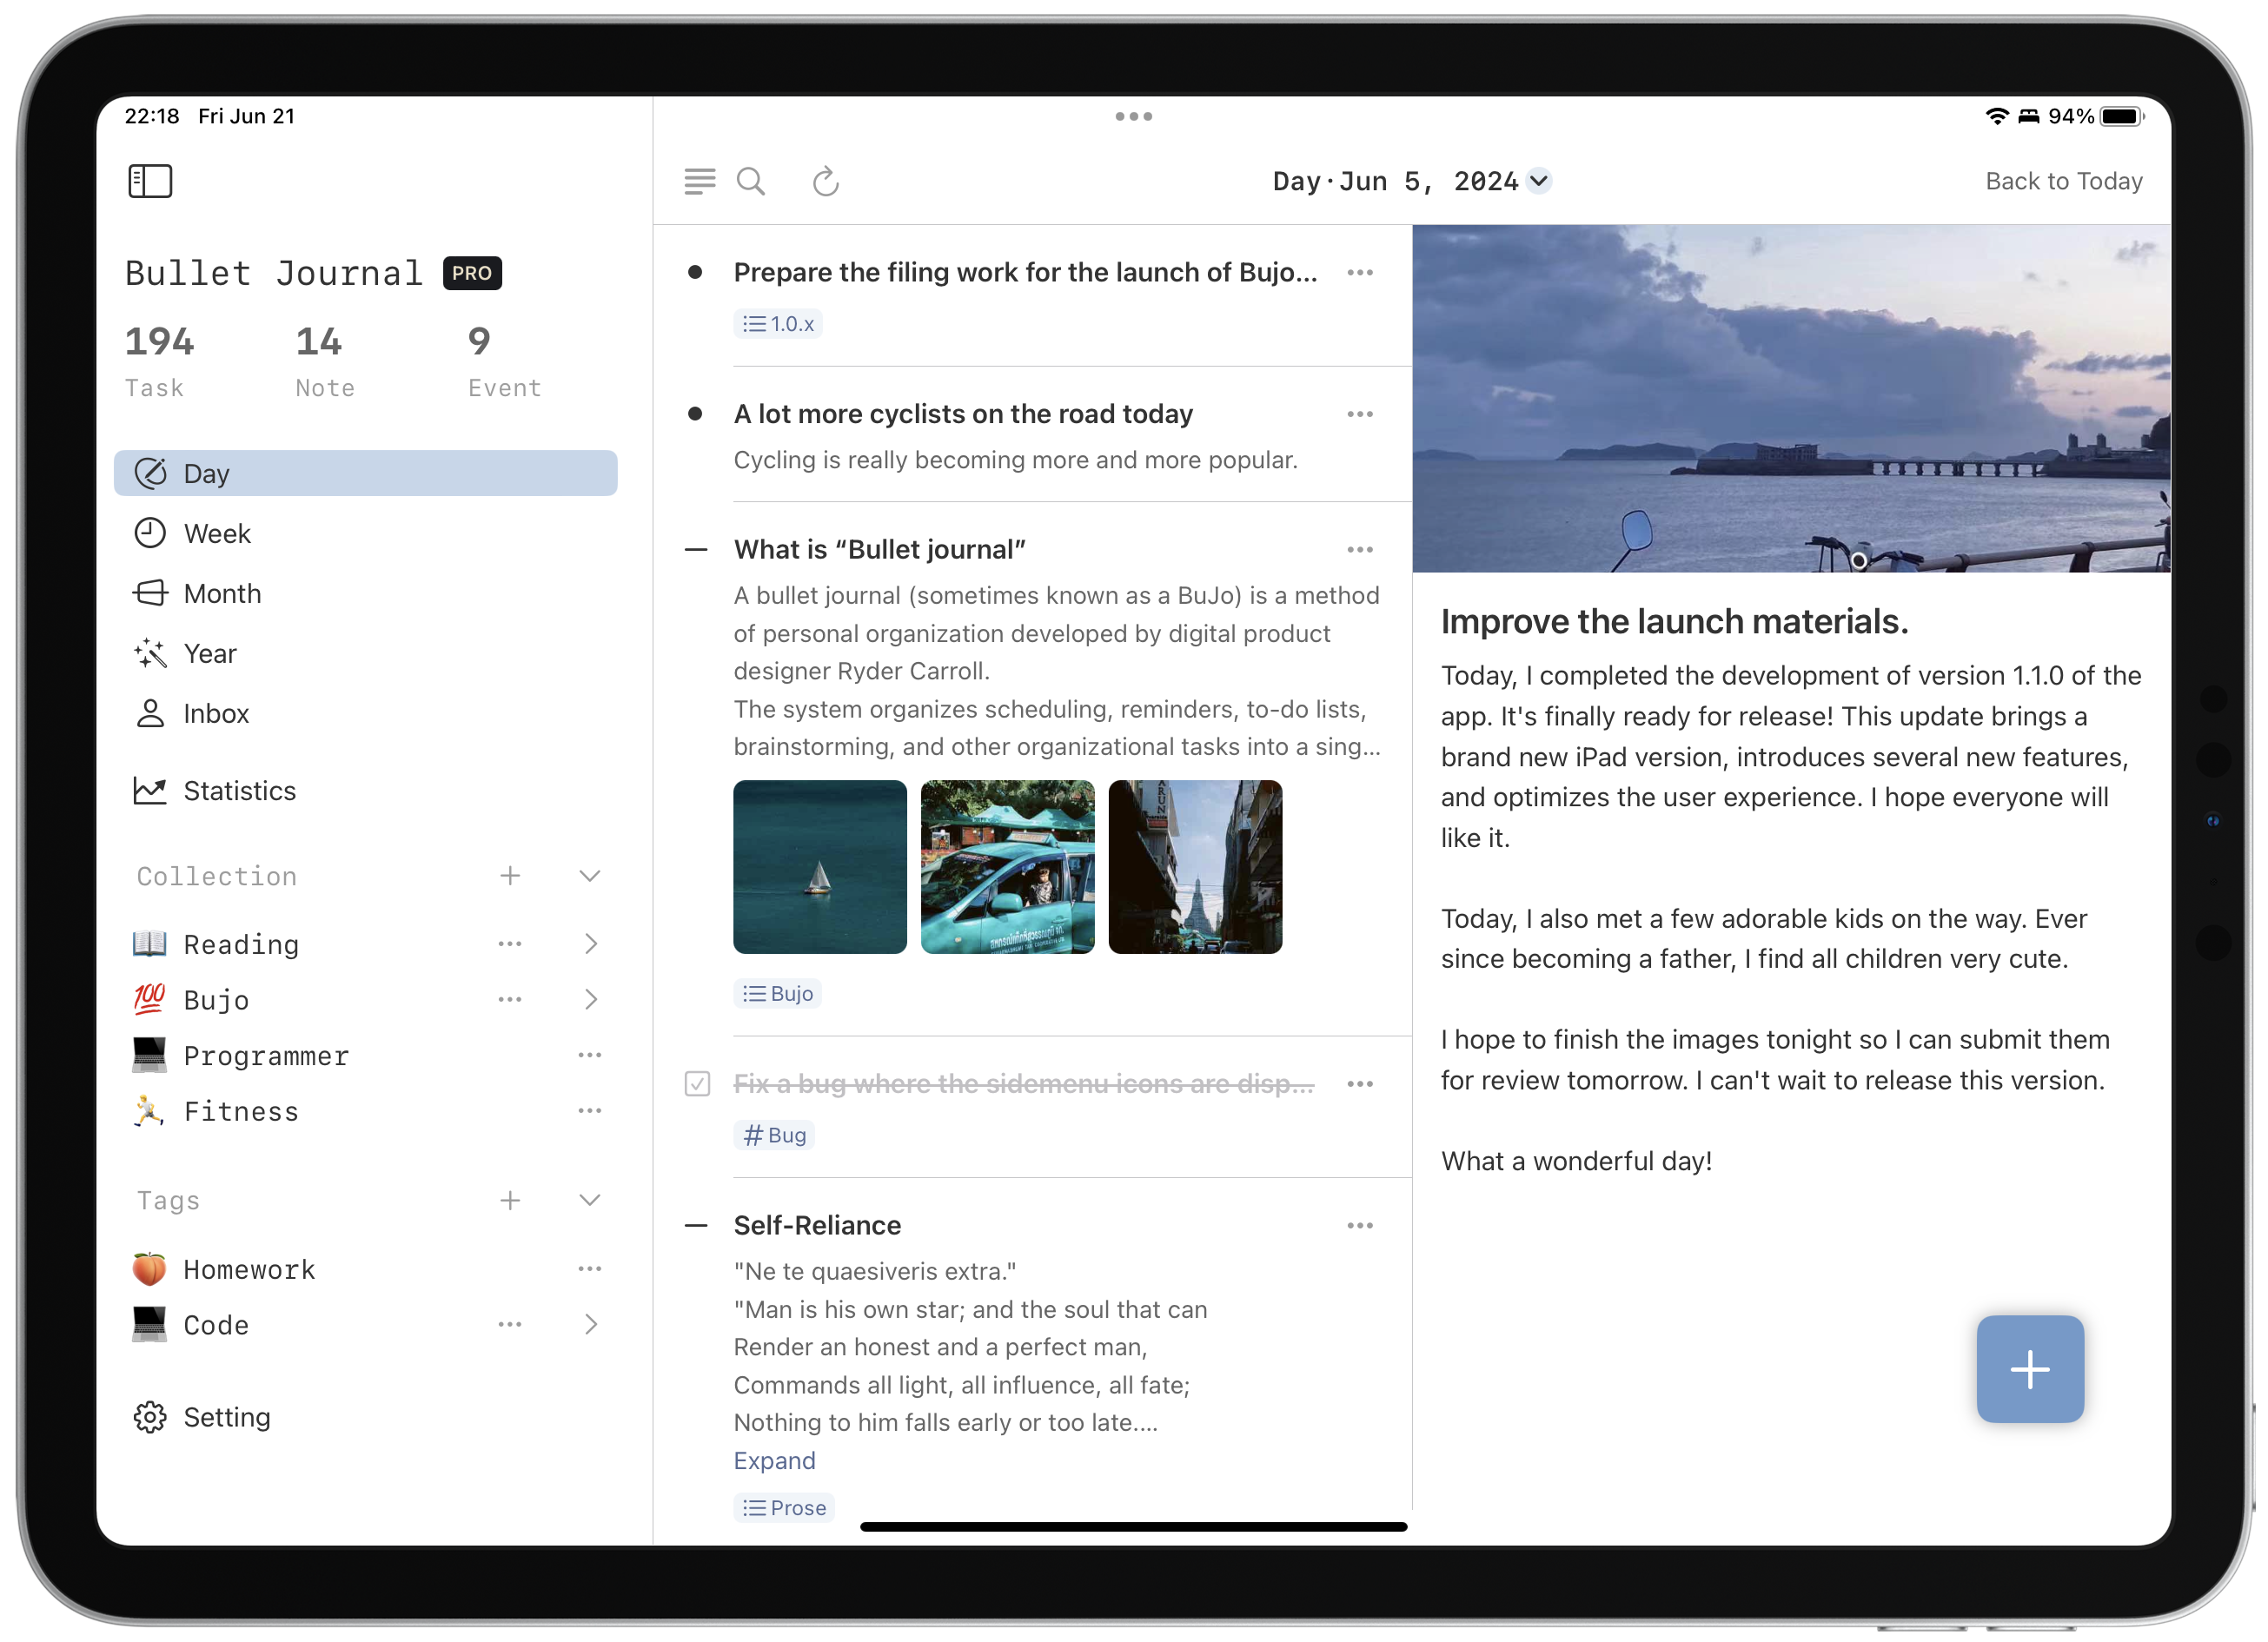 22:18 Fri Jun 21
94%
Day·Jun 5, 2024
Back to Today
Bullet Journal PRO
194 14 9
Task Note Event
Day
Week
Month
Year
Inbox
Statistics
Collection
Reading
Bujo
Programmer
Fitness
Tags
Homework
Code
Setting
Prepare the filing work for the launch of Bujo...
1.0.x
A lot more cyclists on the road today
Cycling is really becoming more and more popular.
What is “Bullet journal”
A bullet journal (sometimes known as a BuJo) is a method
of personal organization developed by digital product
designer Ryder Carroll.
The system organizes scheduling, reminders, to-do lists,
brainstorming, and other organizational tasks into a sing...
ARUN
Bujo
Fix a bug where the sidemenu icons are disp...
# Bug
Self-Reliance
"Ne te quaesiveris extra."
"Man is his own star; and the soul that can
Render an honest and a perfect man,
Commands all light, all influence, all fate;
Nothing to him falls early or too late....
Expand
Prose
Improve the launch materials.
Today, I completed the development of version 1.1.0 of the
app. It's finally ready for release! This update brings a
brand new iPad version, introduces several new features,
and optimizes the user experience. I hope everyone will
like it.
Today, I also met a few adorable kids on the way. Ever
since becoming a father, I find all children very cute.
I hope to finish the images tonight so I can submit them
for review tomorrow. I can't wait to release this version.
What a wonderful day!